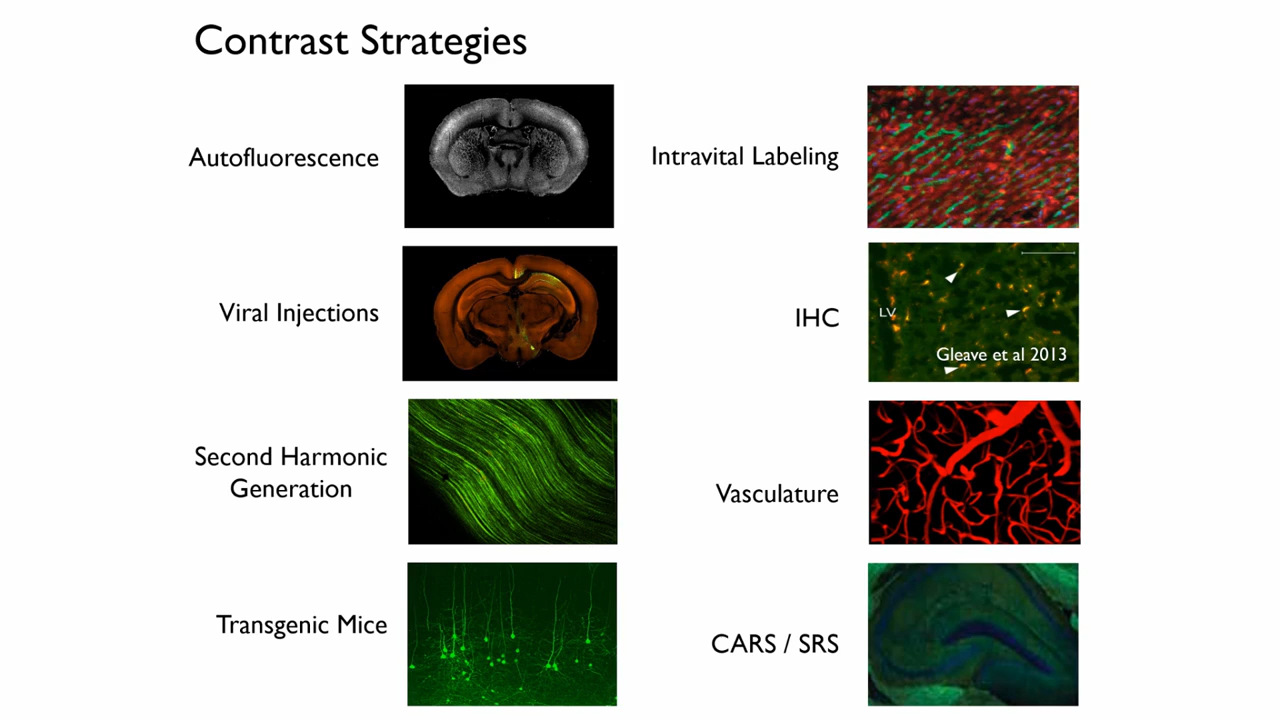 Contrast Strategies
Autofluorescence
Viral Injections
Second Harmonic
Generation
Transgenic Mice
Intravital Labeling
IHC
LV
Gleave et al 2013
Vasculature
CARS / SRS